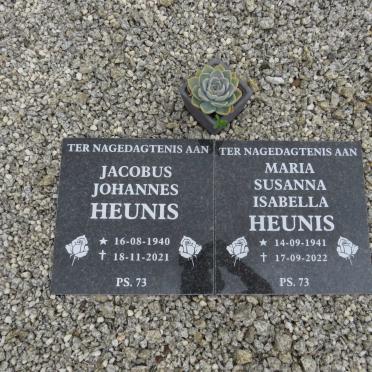 TER NAGEDAGTENIS AAN
JACOBUS
JOHANNES
HEUNIS
★ 16-08-1940
✝ 18-11-2021
PS. 73
TER NAGEDAGTENIS AAN
MARIA
SUSANNA
ISABELLA
HEUNIS
★ 14-09-1941
✝ 17-09-2022
PS. 73